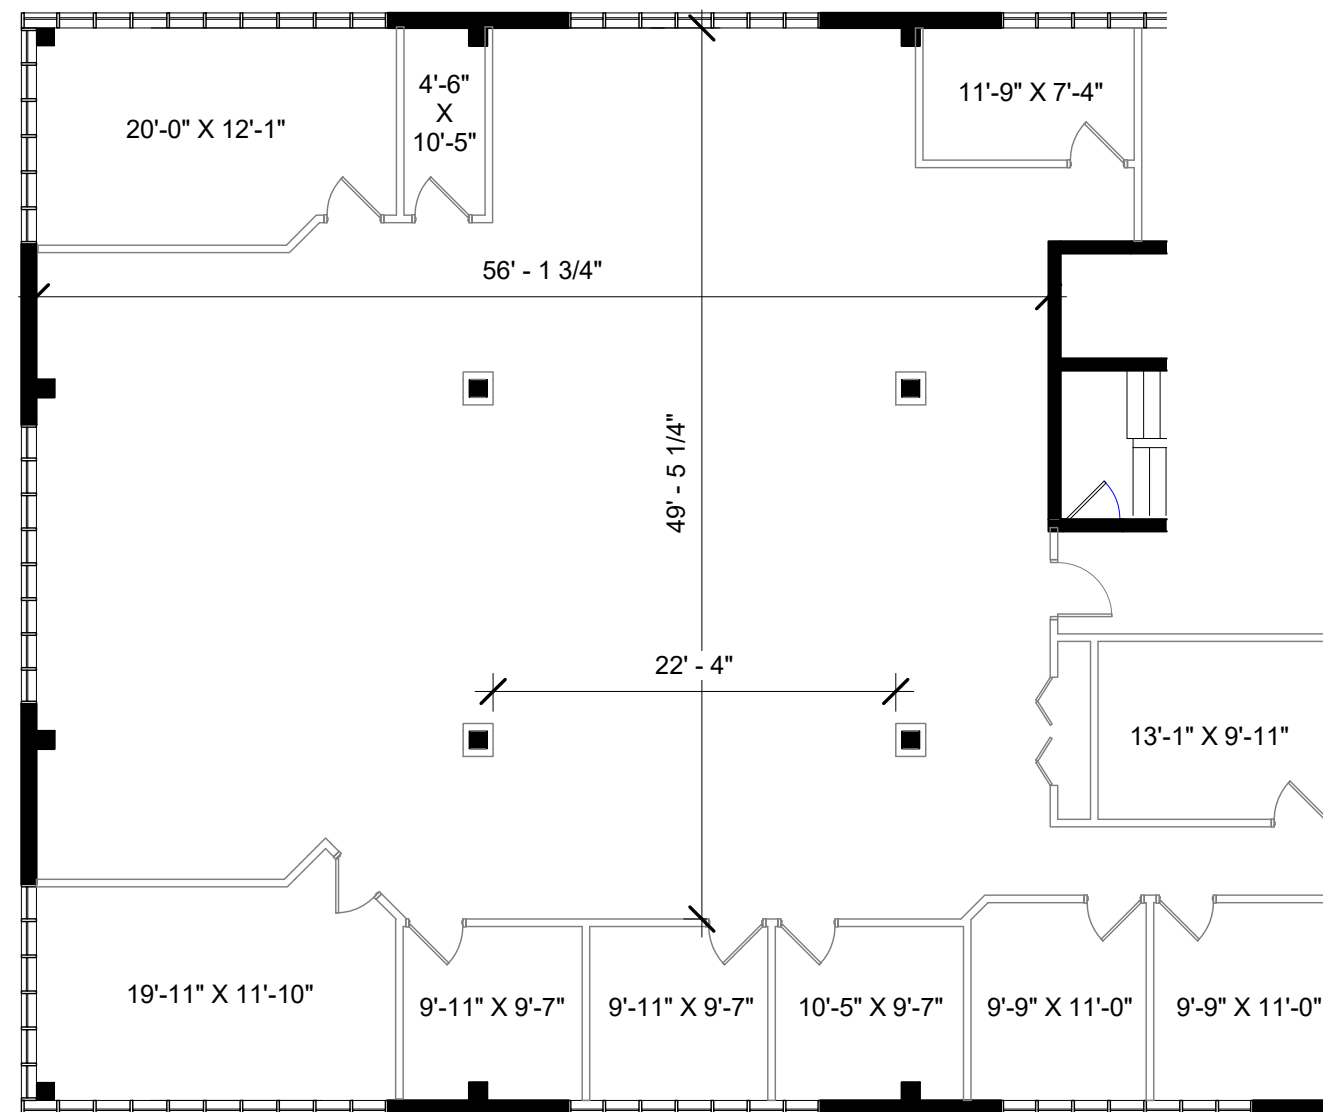 11'-9" X 7'-4"
4'-6"
X
10'-5"
20'-0" X 12'-1"
56' - 1 3/4"
49' - 5 1/4"
22' - 4"
13'-1" X 9'-11"
19'-11" X 11'-10"
9'-11" X 9'-7"
9'-11" X 9'-7"
10'-5" X 9'-7"
9'-9" X 11'-0"
9'-9" X 11'-0"